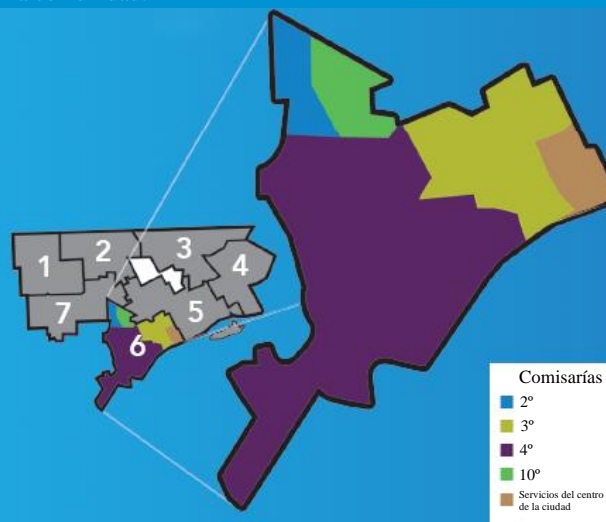 1
2
3
4
5
6
7
Comisarías
2º
3º
4º
10º
Servicios del centro
de la ciudad